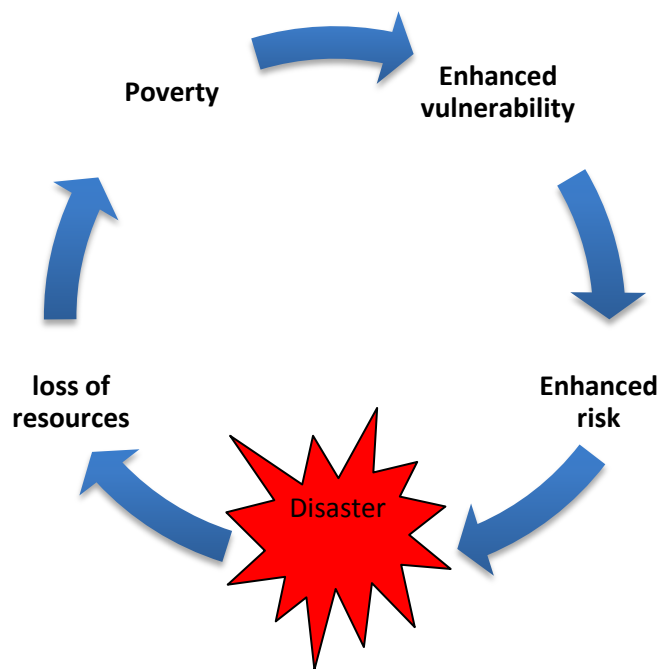 Poverty
Enhanced
vulnerability
Enhanced
risk
Disaster
loss of
resources